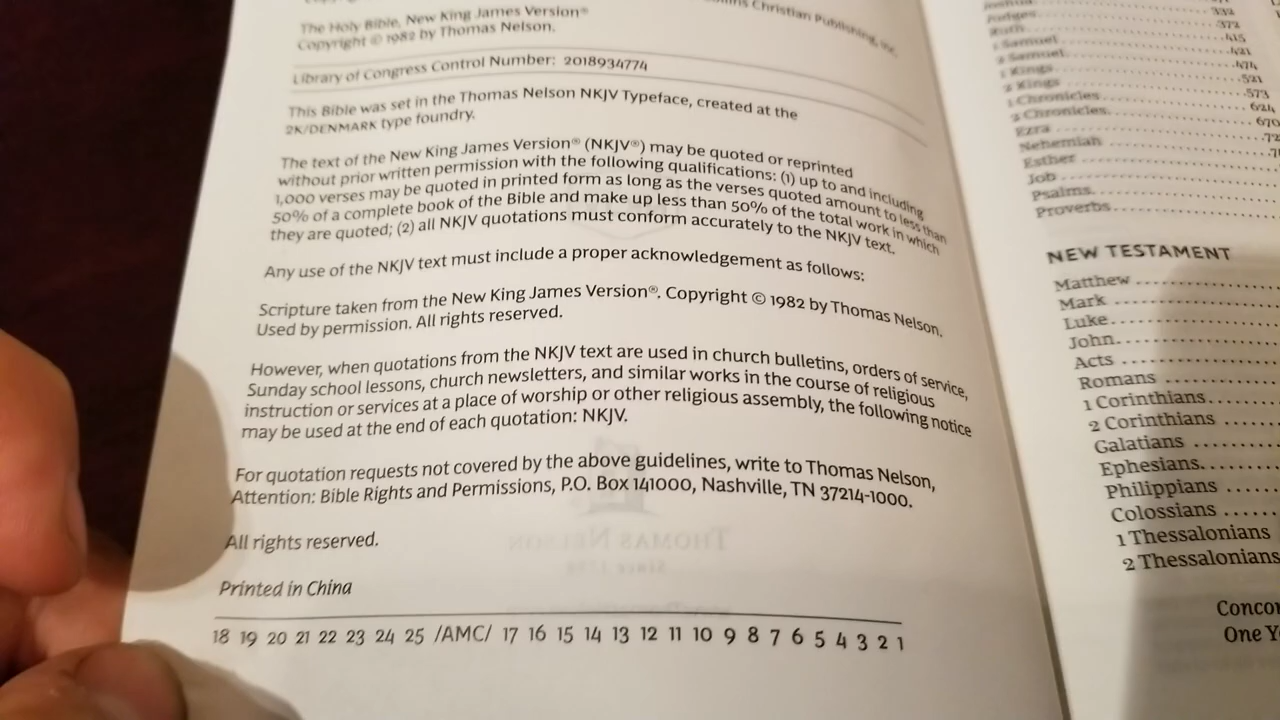 The Holy Bible, New King James Version®
Copyright © 1982 by Thomas Nelson.
Library of Congress Control Number: 2018934774
This Bible was set in the Thomas Nelson NKJV Typeface, created at the
2K/DENMARK type foundry.
The text of the New King James Version® (NKJV®) may be quoted or reprinted
without prior written permission with the following qualifications: (1) up to and including
1,000 verses may be quoted in printed form as long as the verses quoted amount to less than
50% of a complete book of the Bible and make up less than 50% of the total work in which
they are quoted; (2) all NKJV quotations must conform accurately to the NKJV text.
Any use of the NKJV text must include a proper acknowledgement as follows:
Scripture taken from the New King James Version®. Copyright © 1982 by Thomas Nelson.
Used by permission. All rights reserved.
However, when quotations from the NKJV text are used in church bulletins, orders of service,
Sunday school lessons, church newsletters, and similar works in the course of religious
instruction or services at a place of worship or other religious assembly, the following notice
may be used at the end of each quotation: NKJV.
For quotation requests not covered by the above guidelines, write to Thomas Nelson,
Attention: Bible Rights and Permissions, P.O. Box 141000, Nashville, TN 37214-1000.
All rights reserved.
Printed in China
18 19 20 21 22 23 24 25 /AMC/ 17 16 15 14 13 12 11 10 9 8 7 6 5 4 3 2 1
Christian Publishing, Inc.
Judges 372
Ruth 415
1 Samuel 421
2 Samuel 474
1 Kings 521
2 Kings 573
1 Chronicles 624
2 Chronicles 670
Ezra
Nehemiah
Esther
Job
Psalms
Proverbs
NEW TESTAMENT
Matthew
Mark
Luke
John
Acts
Romans
1 Corinthians
2 Corinthians
Galatians
Ephesians
Philippians
Colossians
1 Thessalonians
2 Thessalonians